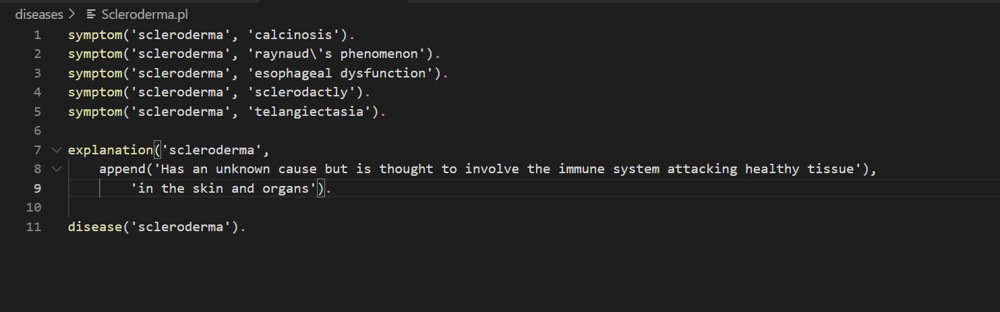 diseases > Scleroderma.pl
1 symptom('scleroderma', 'calcinosis').
2 symptom('scleroderma', 'raynaud\'s phenomenon').
3 symptom('scleroderma', 'esophageal dysfunction').
4 symptom('scleroderma', 'sclerodactly').
5 symptom('scleroderma', 'telangiectasia').
6
7 explanation('scleroderma',
8 append('Has an unknown cause but is thought to involve the immune system attacking healthy tissue'),
9 'in the skin and organs').
10
11 disease('scleroderma').